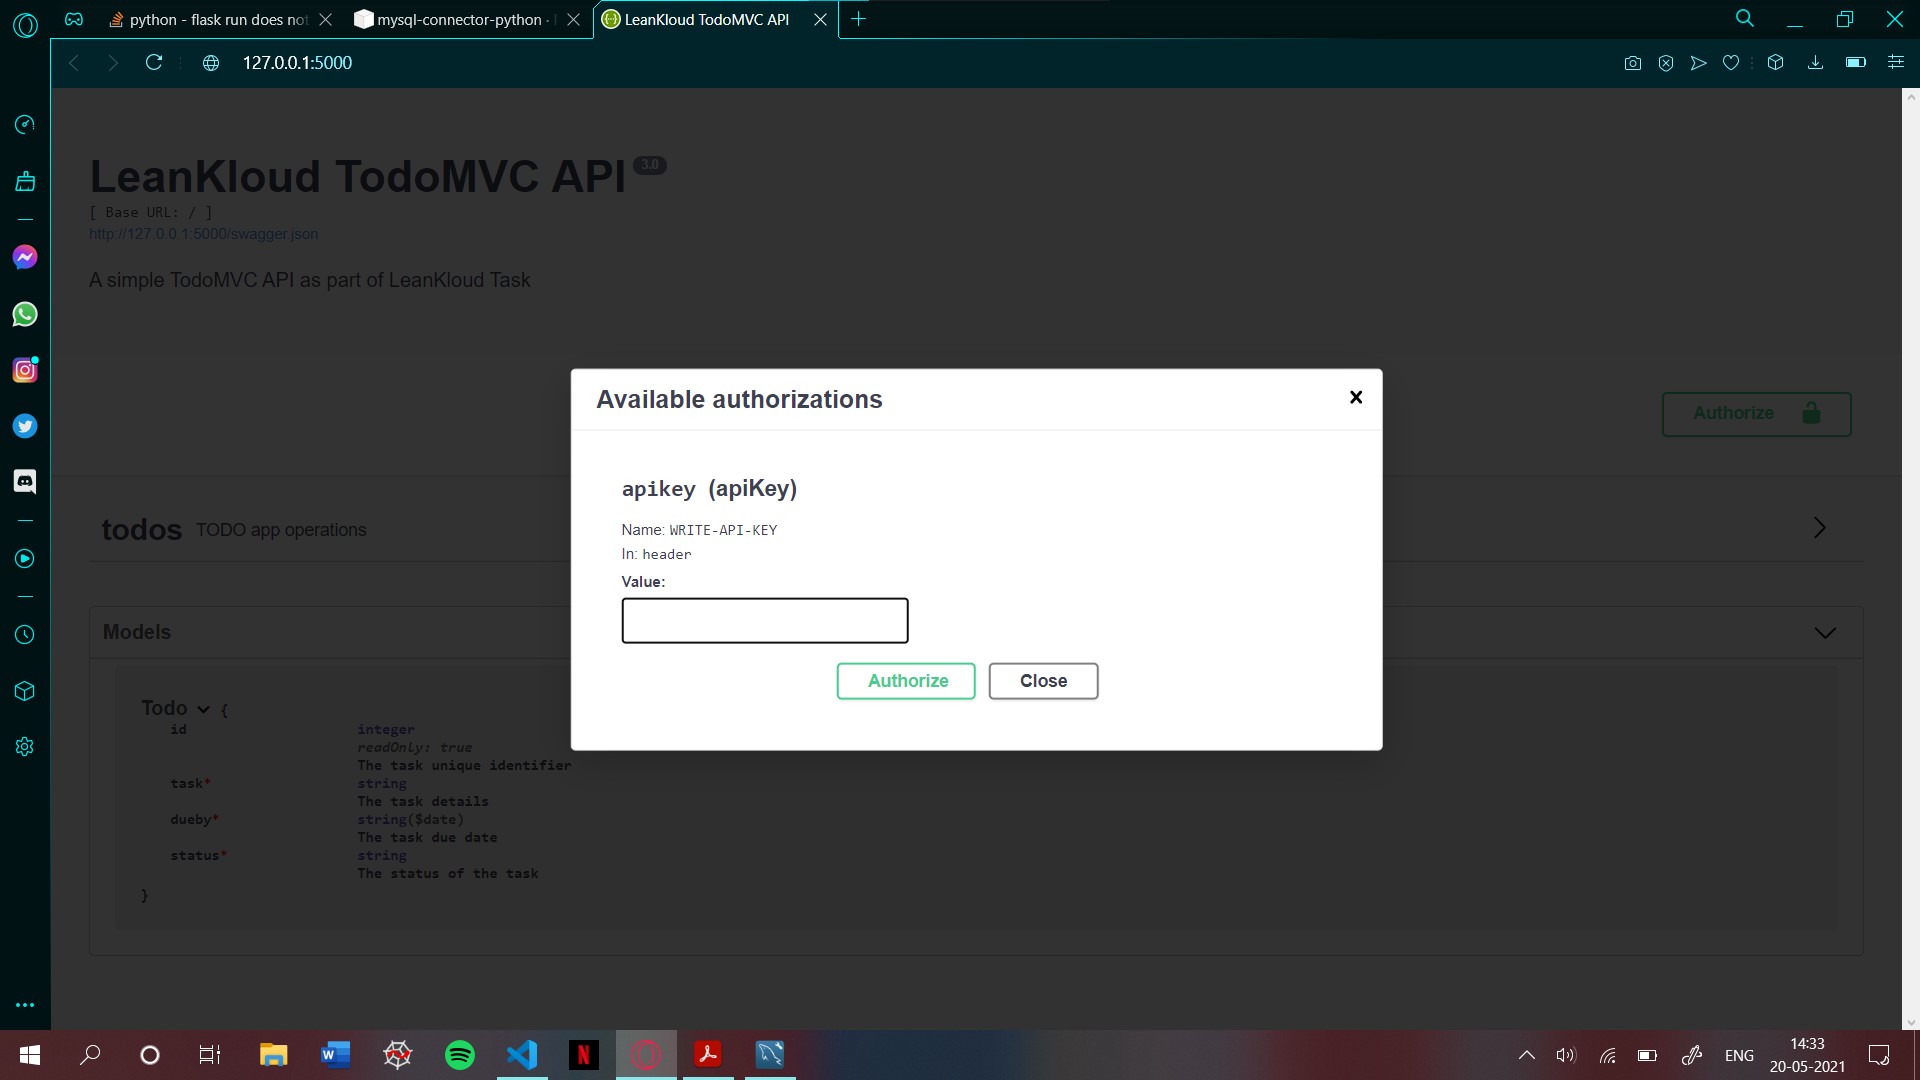 python - flask run does not
mysql-connector-python ·
LeanKloud TodoMVC API
127.0.0.1:5000
LeanKloud TodoMVC API 3.0
[ Base URL: / ]
http://127.0.0.1:5000/swagger.json
A simple TodoMVC API as part of LeanKloud Task
Authorize
Available authorizations
apikey (apiKey)
Name: WRITE-API-KEY
In: header
Value:
Authorize Close
todos TODO app operations
Models
Todo {
id integer
readOnly: true
The task unique identifier
task* string
The task details
dueby* string($date)
The task due date
status* string
The status of the task
}
ENG
14:33
20-05-2021